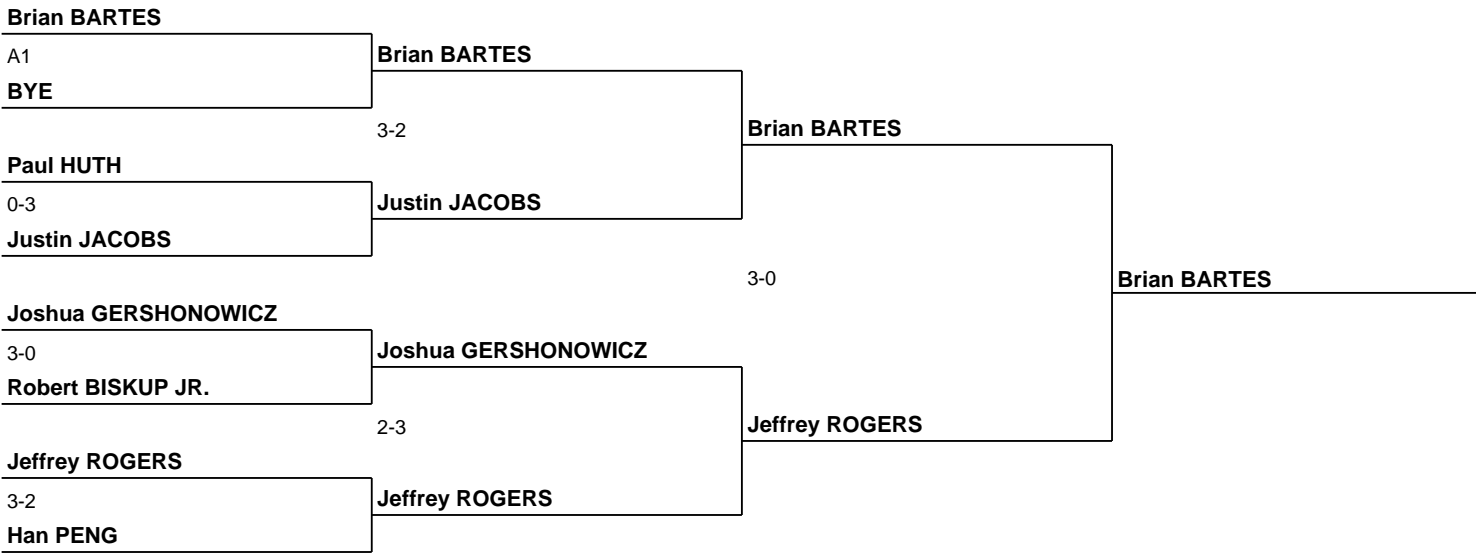 Brian BARTES
A1
Brian BARTES
BYE
3-2
Brian BARTES
Paul HUTH
0-3
Justin JACOBS
Justin JACOBS
3-0
Brian BARTES
Joshua GERSHONOWICZ
3-0
Joshua GERSHONOWICZ
Robert BISKUP JR.
2-3
Jeffrey ROGERS
Jeffrey ROGERS
3-2
Jeffrey ROGERS
Han PENG